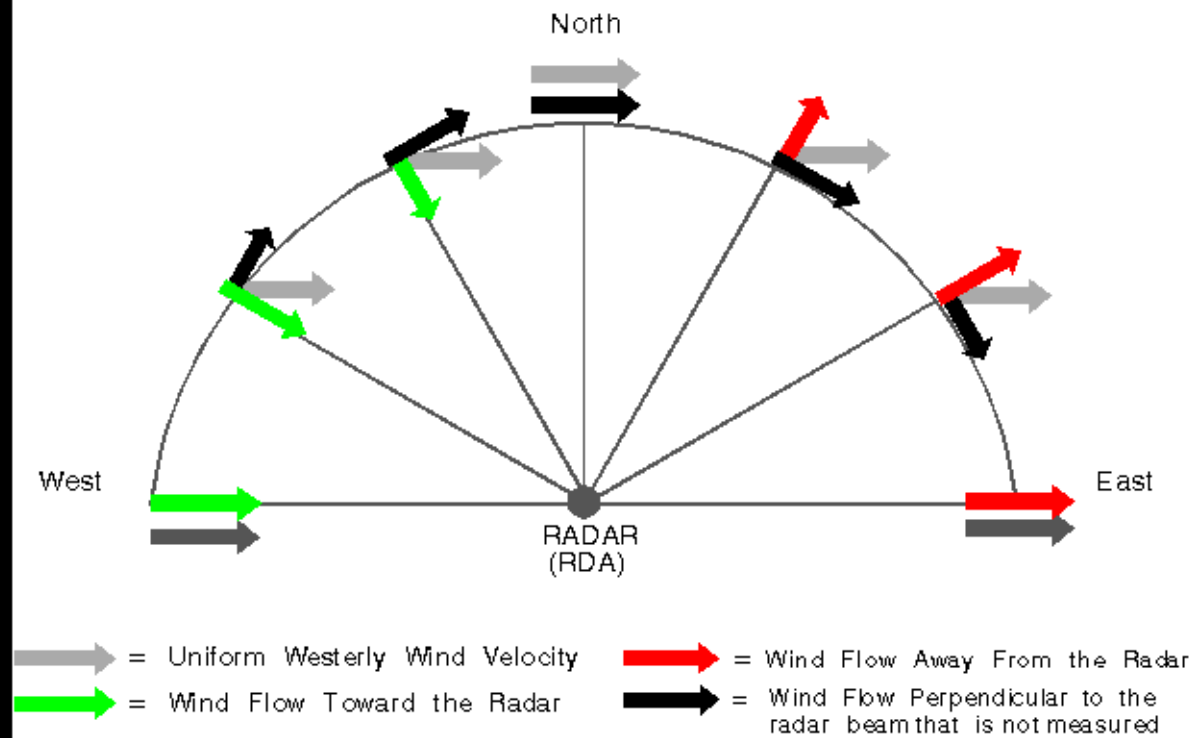 North
West
East
RADAR
(RDA)
= Uniform Westerly Wind Velocity
= Wind Flow Toward the Radar
= Wind Flow Away From the Radar
= Wind Flow Perpendicular to the
radar beam that is not measured